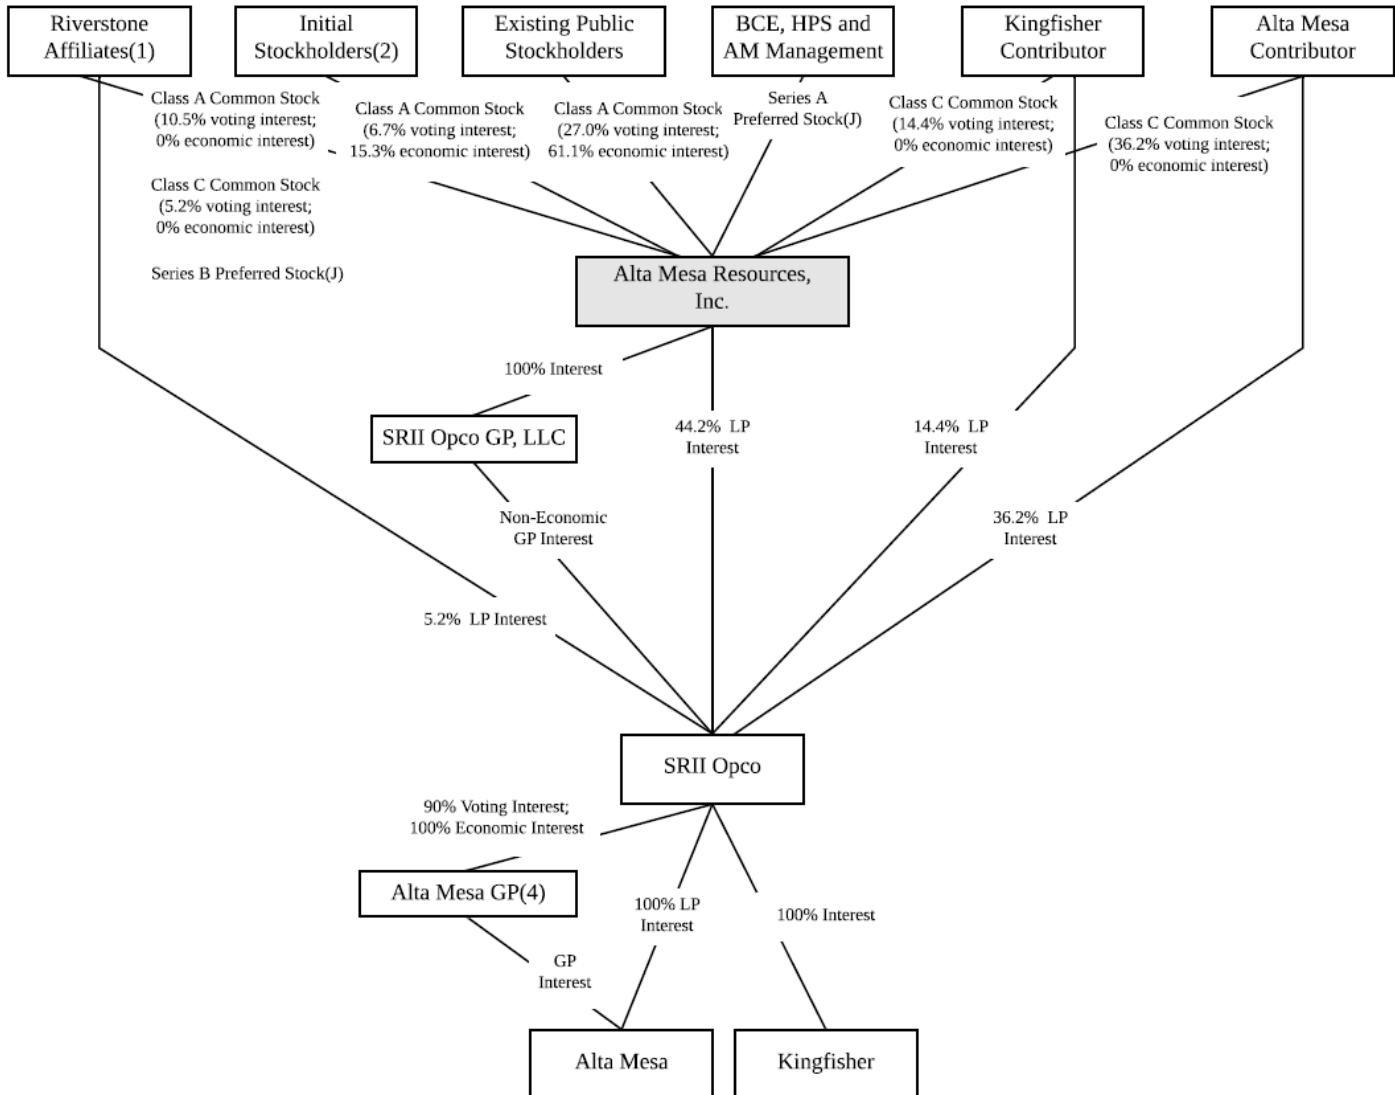 Riverstone
Affiliates(1)
Initial
Stockholders(2)
Existing Public
Stockholders
BCE, HPS and
AM Management
Kingfisher
Contributor
Alta Mesa
Contributor
Class A Common Stock
(10.5% voting interest;
0% economic interest)
Class C Common Stock
(5.2% voting interest;
0% economic interest)
Series B Preferred Stock(J)
Class A Common Stock
(6.7% voting interest;
15.3% economic interest)
Class A Common Stock
(27.0% voting interest;
61.1% economic interest)
Series A
Preferred Stock(J)
Class C Common Stock
(14.4% voting interest;
0% economic interest)
Class C Common Stock
(36.2% voting interest;
0% economic interest)
Alta Mesa Resources,
Inc.
100% Interest
SRII Opco GP, LLC
44.2% LP
Interest
14.4% LP
Interest
Non-Economic
GP Interest
36.2% LP
Interest
5.2% LP Interest
SRII Opco
90% Voting Interest;
100% Economic Interest
Alta Mesa GP(4)
100% LP
Interest
100% Interest
GP
Interest
Alta Mesa
Kingfisher